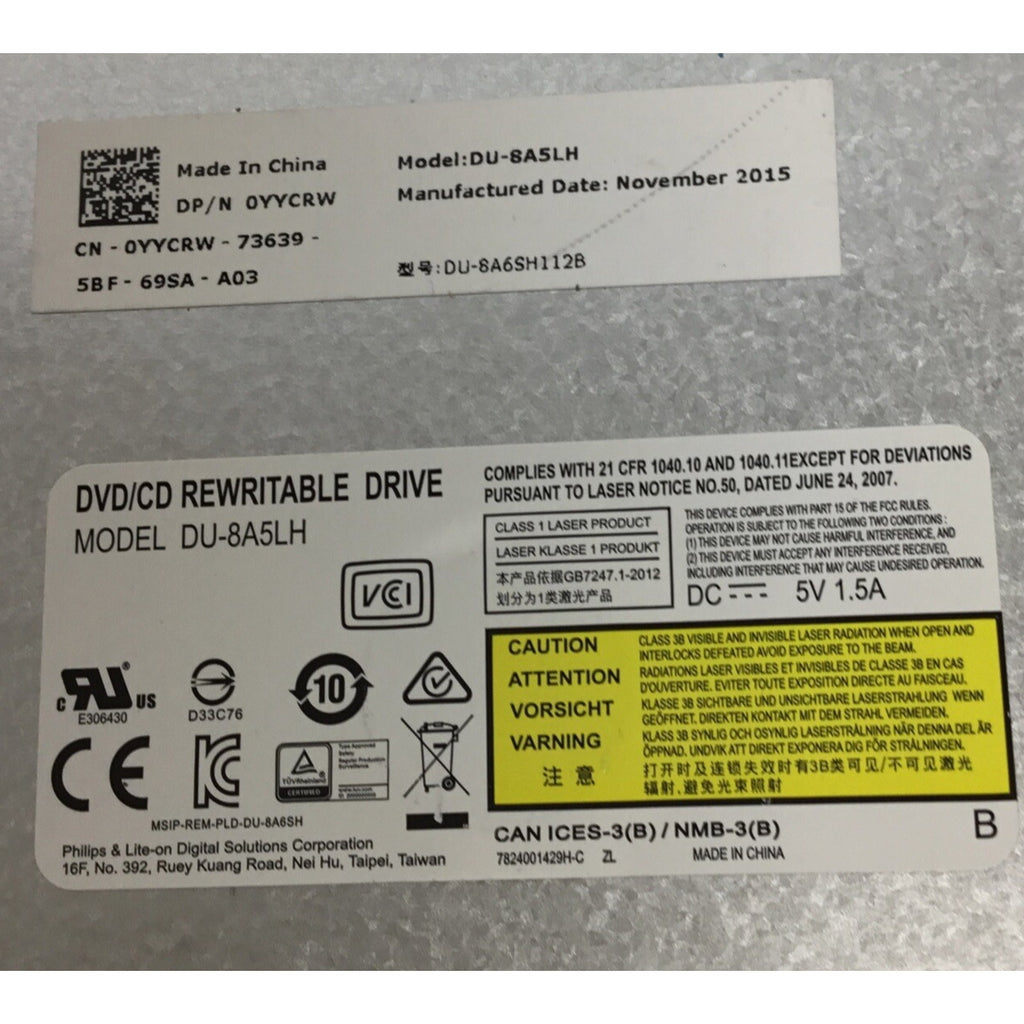 Made In China
DP/N 0YYCRW
CN - 0YYCRW - 73639 -
5BF - 69SA - A03
Model:DU-8A5LH
Manufactured Date: November 2015
型号:DU-8A6SH112B
DVD/CD REWRITABLE DRIVE
MODEL DU-8A5LH
VCI
c RU US
E306430
D33C76
10
CE
TÜVRheinland
CERTIFIED
Type Approved
Safety
Regular Production
Surveillance
MSIP-REM-PLD-DU-8A6SH
Philips & Lite-on Digital Solutions Corporation
16F, No. 392, Ruey Kuang Road, Nei Hu, Taipei, Taiwan
COMPLIES WITH 21 CFR 1040.10 AND 1040.11EXCEPT FOR DEVIATIONS
PURSUANT TO LASER NOTICE NO.50, DATED JUNE 24, 2007.
CLASS 1 LASER PRODUCT
LASER KLASSE 1 PRODUKT
本产品依据GB7247.1-2012
划分为1类激光产品
THIS DEVICE COMPLIES WITH PART 15 OF THE FCC RULES.
OPERATION IS SUBJECT TO THE FOLLOWING TWO CONDITIONS :
(1) THIS DEVICE MAY NOT CAUSE HARMFUL INTERFERENCE, AND
(2) THIS DEVICE MUST ACCEPT ANY INTERFERENCE RECEIVED,
INCLUDING INTERFERENCE THAT MAY CAUSE UNDESIRED OPERATION.
DC 5V 1.5A
CAUTION
CLASS 3B VISIBLE AND INVISIBLE LASER RADIATION WHEN OPEN AND
INTERLOCKS DEFEATED AVOID EXPOSURE TO THE BEAM.
ATTENTION
RADIATIONS LASER VISIBLES ET INVISIBLES DE CLASSE 3B EN CAS
D'OUVERTURE. EVITER TOUTE EXPOSITION DIRECTE AU FAISCEAU.
VORSICHT
KLASSE 3B SICHTBARE UND UNSICHTBARE LASERSTRAHLUNG WENN
GEÖFFNET. DIREKTEN KONTAKT MIT DEM STRAHL VERMEIDEN.
VARNING
KLASS 3B SYNLIG OCH OSYNLIG LASERSTRÅLNING NÄR DENNA DEL ÄR
ÖPPNAD. UNDVIK ATT DIREKT EXPONERA DIG FÖR STRÅLNINGEN.
注 意
打开时及连锁失效时有3B类可见/不可见激光
辐射.避免光束照射
CAN ICES-3(B) / NMB-3(B)
B
7824001429H-C ZL
MADE IN CHINA